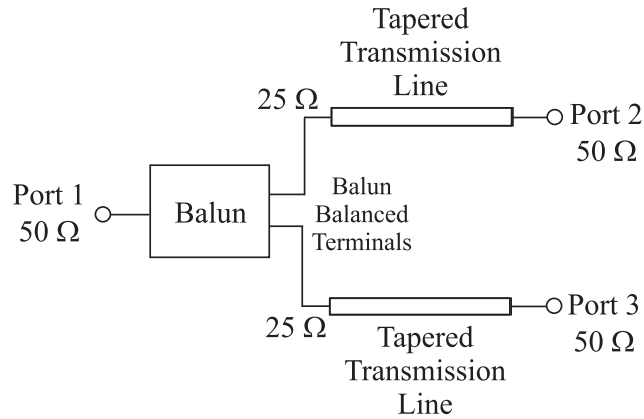 Tapered
Transmission
Line
25 Ω
Port 2
50 Ω
Port 1
50 Ω
Balun
Balun
Balanced
Terminals
25 Ω
Port 3
50 Ω
Tapered
Transmission
Line